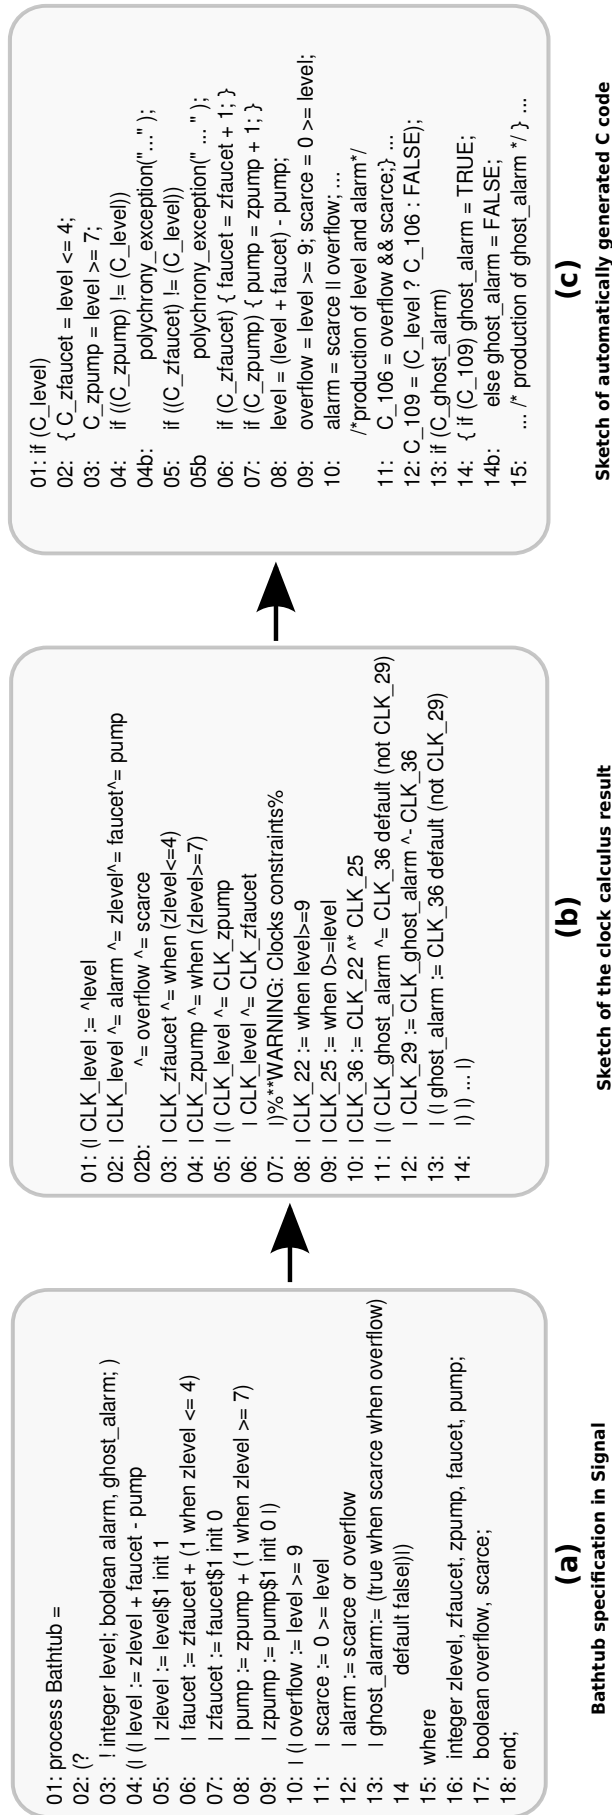 01: process Bathtub =
02: (?
03: ! integer level; boolean alarm, ghost_alarm; )
04: (| (| level := zlevel + faucet - pump
05: | zlevel := level$1 init 1
06: | faucet := zfaucet + (1 when zlevel <= 4)
07: | zfaucet := faucet$1 init 0
08: | pump := zpump + (1 when zlevel >= 7)
09: | zpump := pump$1 init 0 |)
10: | (| overflow := level >= 9
11: | scarce := 0 >= level
12: | alarm := scarce or overflow
13: | ghost_alarm:= (true when scarce when overflow)
14 default false|)|)
15: where
16: integer zlevel, zfaucet, zpump, faucet, pump;
17: boolean overflow, scarce;
18: end;
(a)
Bathtub specification in Signal
01: (| CLK_level := ^level
02: | CLK_level ^= alarm ^= zlevel^= faucet^= pump
02b: ^= overflow ^= scarce
03: | CLK_zfaucet ^= when (zlevel<=4)
04: | CLK_zpump ^= when (zlevel>=7)
05: | (| CLK_level ^= CLK_zpump
06: | CLK_level ^= CLK_zfaucet
07: |)%**WARNING: Clocks constraints%
08: | CLK_22 := when level>=9
09: | CLK_25 := when 0>=level
10: | CLK_36 := CLK_22 ^* CLK_25
11: | (| CLK_ghost_alarm ^= CLK_36 default (not CLK_29)
12: | CLK_29 := CLK_ghost_alarm ^- CLK_36
13: | (| ghost_alarm := CLK_36 default (not CLK_29)
14: |) |) ... |)
(b)
Sketch of the clock calculus result
01: if (C_level)
02: { C_zfaucet = level <= 4;
03: C_zpump = level >= 7;
04: if ((C_zpump) != (C_level))
04b: polychrony_exception("..." );
05: if ((C_zfaucet) != (C_level))
05b polychrony_exception(" ... " );
06: if (C_zfaucet) { faucet = zfaucet + 1; }
07: if (C_zpump) { pump = zpump + 1; }
08: level = (level + faucet) - pump;
09: overflow = level >= 9; scarce = 0 >= level;
10: alarm = scarce || overflow; ...
/*production of level and alarm*/
11: C_106 = overflow && scarce;} ...
12: C_109 = (C_level ? C_106 : FALSE);
13: if (C_ghost_alarm)
14: { if (C_109) ghost_alarm = TRUE;
14b: else ghost_alarm = FALSE;
15: ... /* production of ghost_alarm */ } ...
(c)
Sketch of automatically generated C code